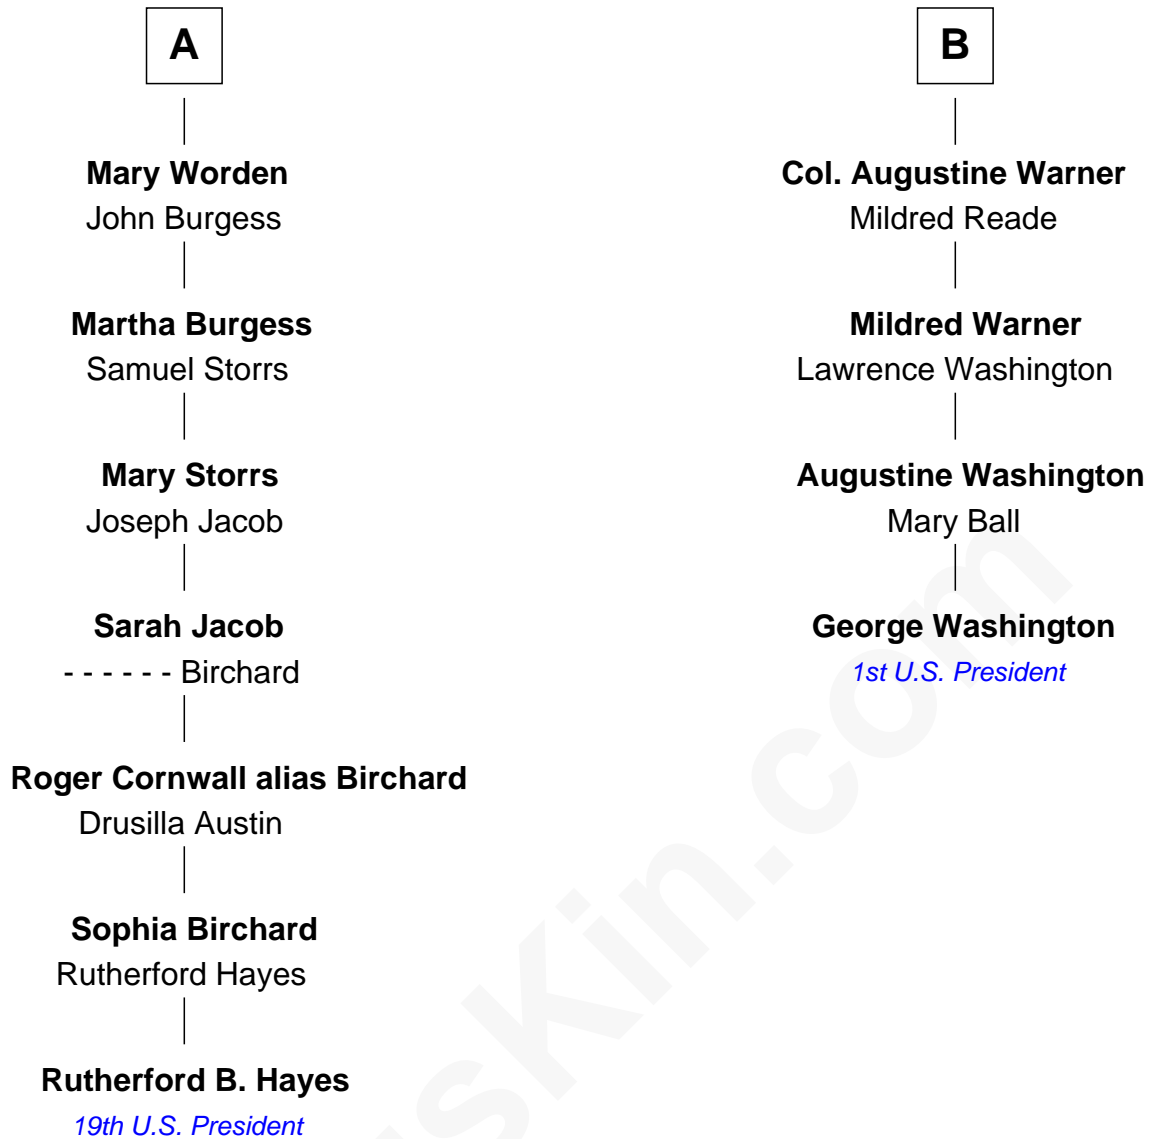 A
Mary Worden
John Burgess
Martha Burgess
Samuel Storrs
Mary Storrs
Joseph Jacob
Sarah Jacob
- - - - - - Birchard
Roger Cornwall alias Birchard
Drusilla Austin
Sophia Birchard
Rutherford Hayes
Rutherford B. Hayes
19th U.S. President
B
Col. Augustine Warner
Mildred Reade
Mildred Warner
Lawrence Washington
Augustine Washington
Mary Ball
George Washington
1st U.S. President
sKin.com